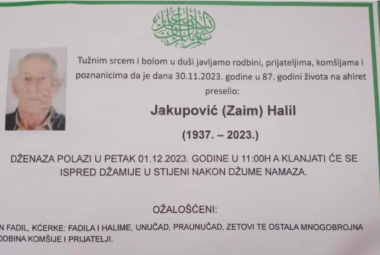 Tužnim srcem i bolom u duši javljamo rodbini, prijateljima, komšijama i
poznanicima da je dana 30.11.2023. godine u 87. godini života na ahiret
preselio:
Jakupović (Zaim) Halil
(1937. – 2023.)
DŽENAZA POLAZI U PETAK 01.12.2023. GODINE U 11:00H A KLANJATI ĆE SE
ISPRED DŽAMIJE U STIJENI NAKON DŽUME NAMAZA.
OŽALOŠĆENI:
N FADIL, KĆERKE: FADILA I HALIME, UNUČAD, PRAUNUČAD, ZETOVI TE OSTALA MNOGOBROJNA
ODBINA KOMŠIJE I PRIJATELJI.